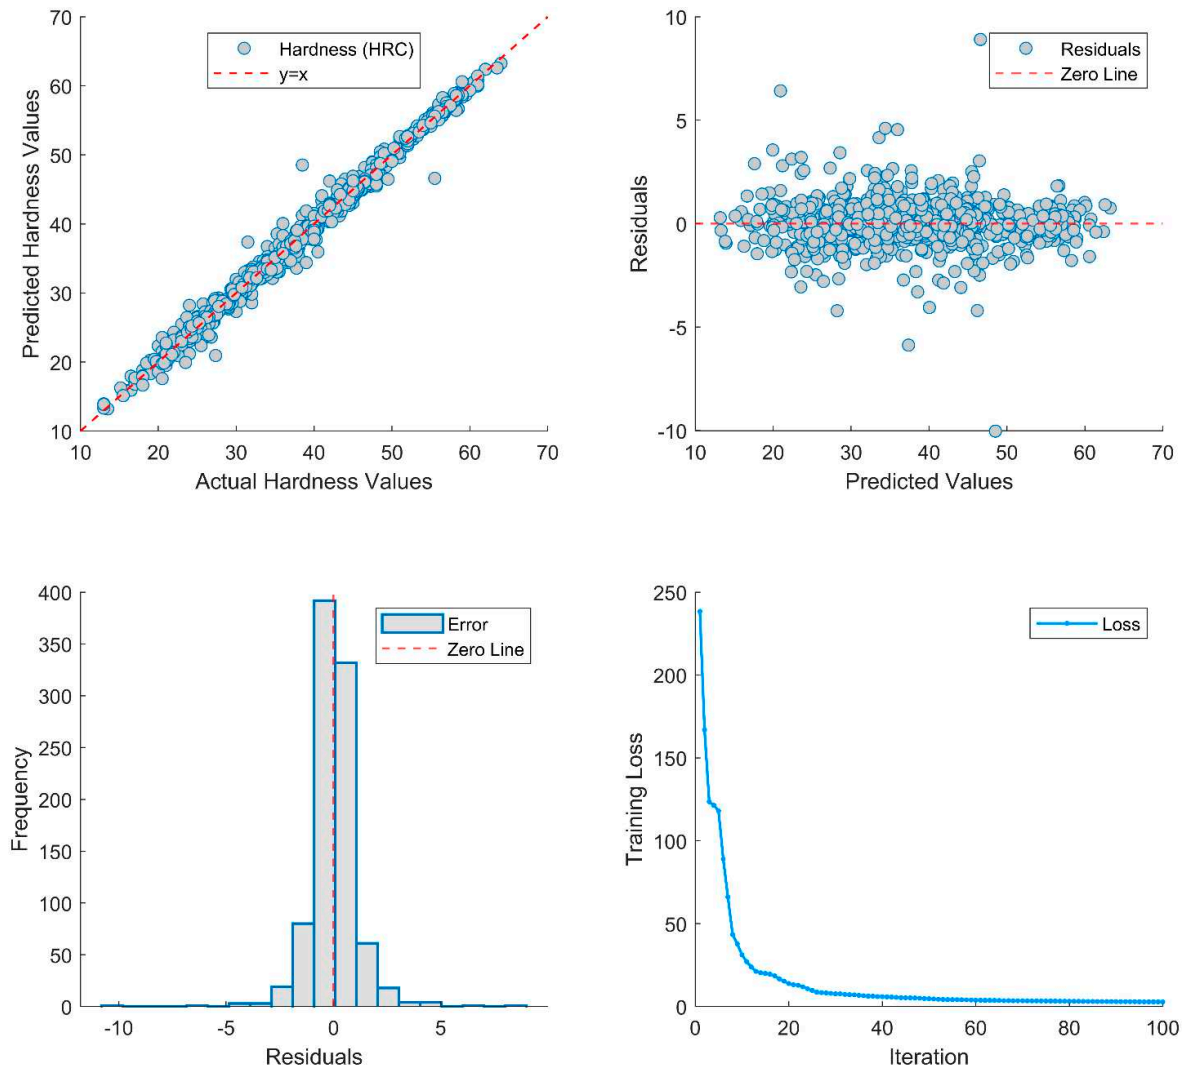 70
60
50
40
30
20
10
10 20 30 40 50 60 70
Predicted Hardness Values
Actual Hardness Values
Hardness (HRC)
y=x
10
5
0
-5
-10
10 20 30 40 50 60 70
Residuals
Predicted Values
Residuals
Zero Line
400
350
300
250
200
150
100
50
0
-10 -5 0 5
Frequency
Residuals
Error
Zero Line
250
200
150
100
50
0
0 20 40 60 80 100
Training Loss
Iteration
Loss